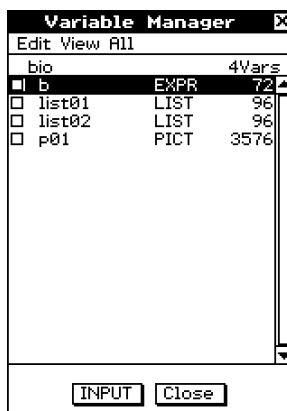 Variable Manager
Edit View All
bio 4Vars
b EXPR 72
list01 LIST 96
list02 LIST 96
p01 PICT 3576
INPUT Close